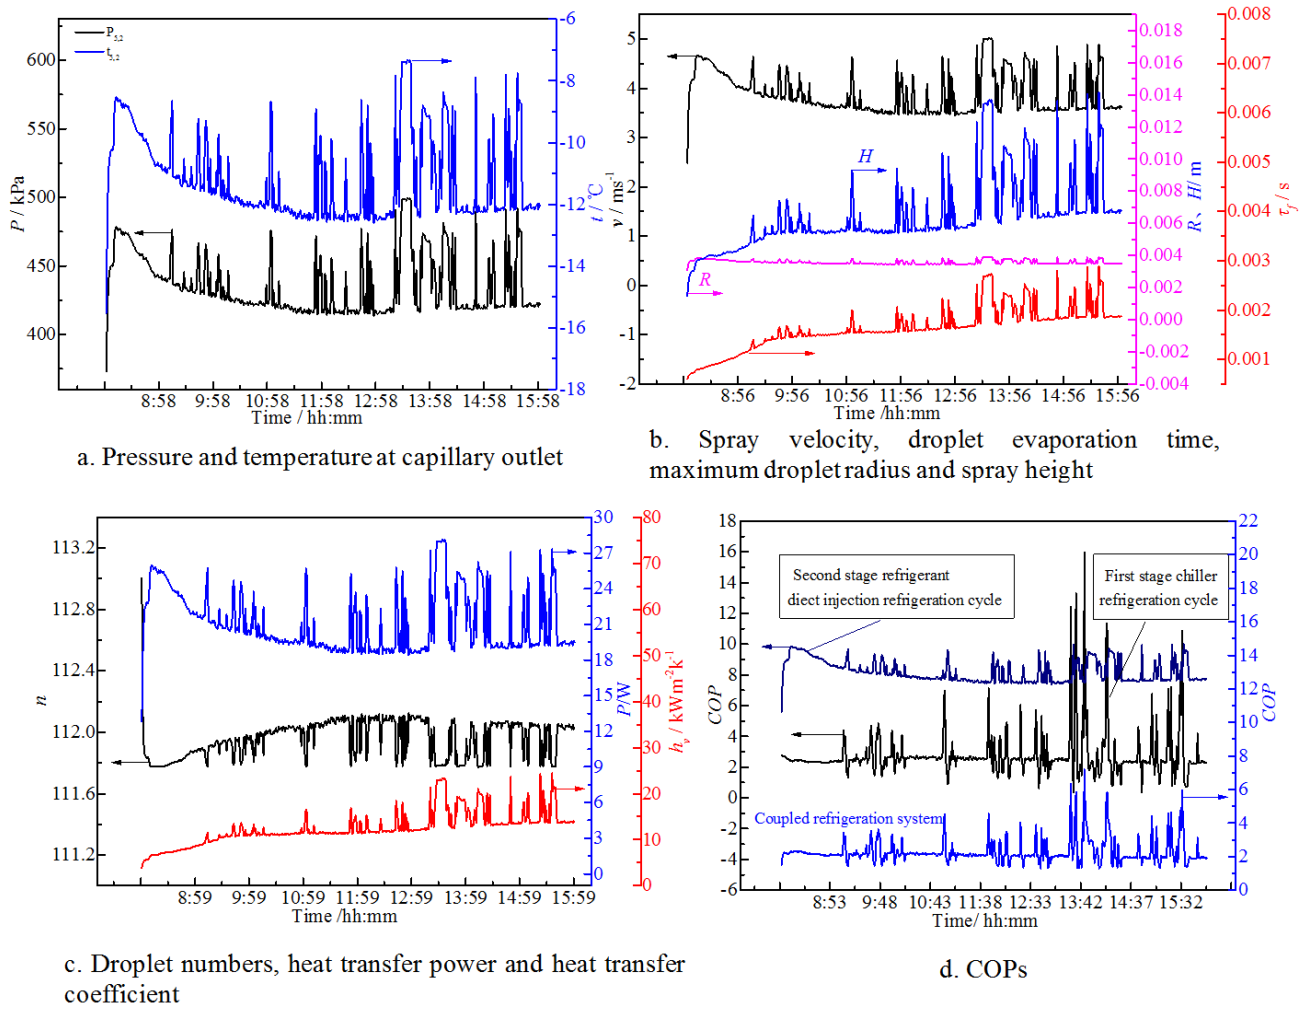 P5,2
t5,2
600
550
500
450
400
P / kPa
-6
-8
-10
-12
-14
-15
-16
-18
t / °C
8:58 9:58 10:58 11:58 12:58 13:58 14:58 15:58
Time / hh:mm
a. Pressure and temperature at capillary outlet
5
4
3
2
1
0
-1
-2
v / ms-1
H
R
0.018
0.016
0.014
0.012
0.010
0.008
0.006
0.004
0.002
0.000
-0.002
-0.004
R、H/ m
0.008
0.007
0.006
0.005
0.004
0.003
0.002
0.001
τf / s
8:56 9:56 10:56 11:56 12:56 13:56 14:56 15:56
Time /hh:mm
b. Spray velocity, droplet evaporation time,
maximum droplet radius and spray height
113.2
112.8
112.4
112.0
111.6
111.2
n
30
27
24
21
18
15
12
9
6
3
0
P/W
80
70
60
50
40
30
20
10
0
hv / kWm-2k-1
8:59 9:59 10:59 11:59 12:59 13:59 14:59 15:59
Time /hh:mm
c. Droplet numbers, heat transfer power and heat transfer
coefficient
18
16
14
12
10
8
6
4
2
0
-2
-4
-6
COP
Second stage refrigerant
diect injection refrigeration cycle
First stage chiller
refrigeration cycle
Coupled refrigeration system
22
20
18
16
14
12
10
8
6
4
2
0
COP
8:53 9:48 10:43 11:38 12:33 13:42 14:37 15:32
Time/ hh:mm
d. COPs